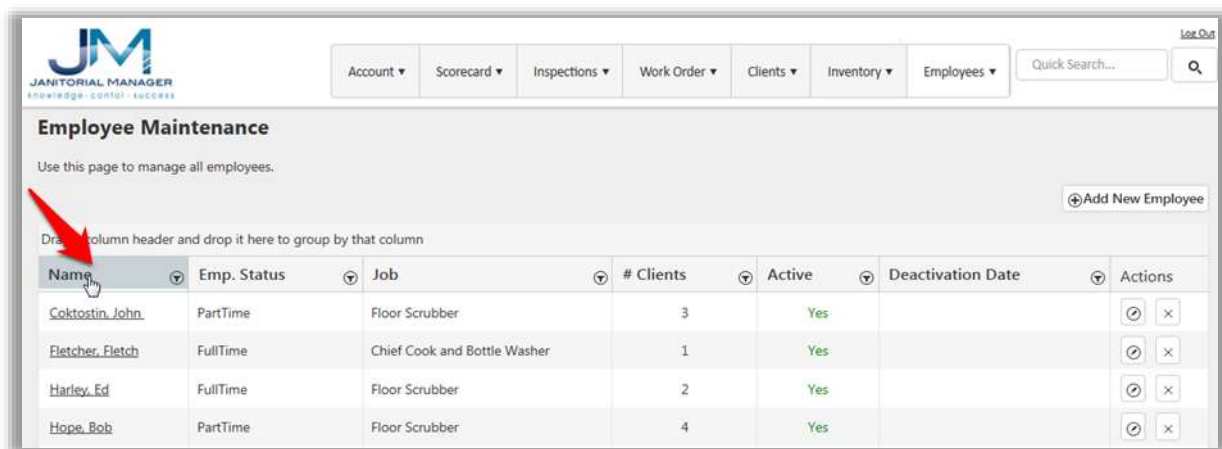 Log Out
JM
JANITORIAL MANAGER
knowledge - contol - success
Account Scorecard Inspections Work Order Clients Inventory Employees Quick Search...
Employee Maintenance
Use this page to manage all employees.
Add New Employee
Dra column header and drop it here to group by that column
Name Emp. Status Job # Clients Active Deactivation Date Actions
Coktostin, John PartTime Floor Scrubber 3 Yes
Fletcher, Fletch FullTime Chief Cook and Bottle Washer 1 Yes
Harley, Ed FullTime Floor Scrubber 2 Yes
Hope, Bob PartTime Floor Scrubber 4 Yes